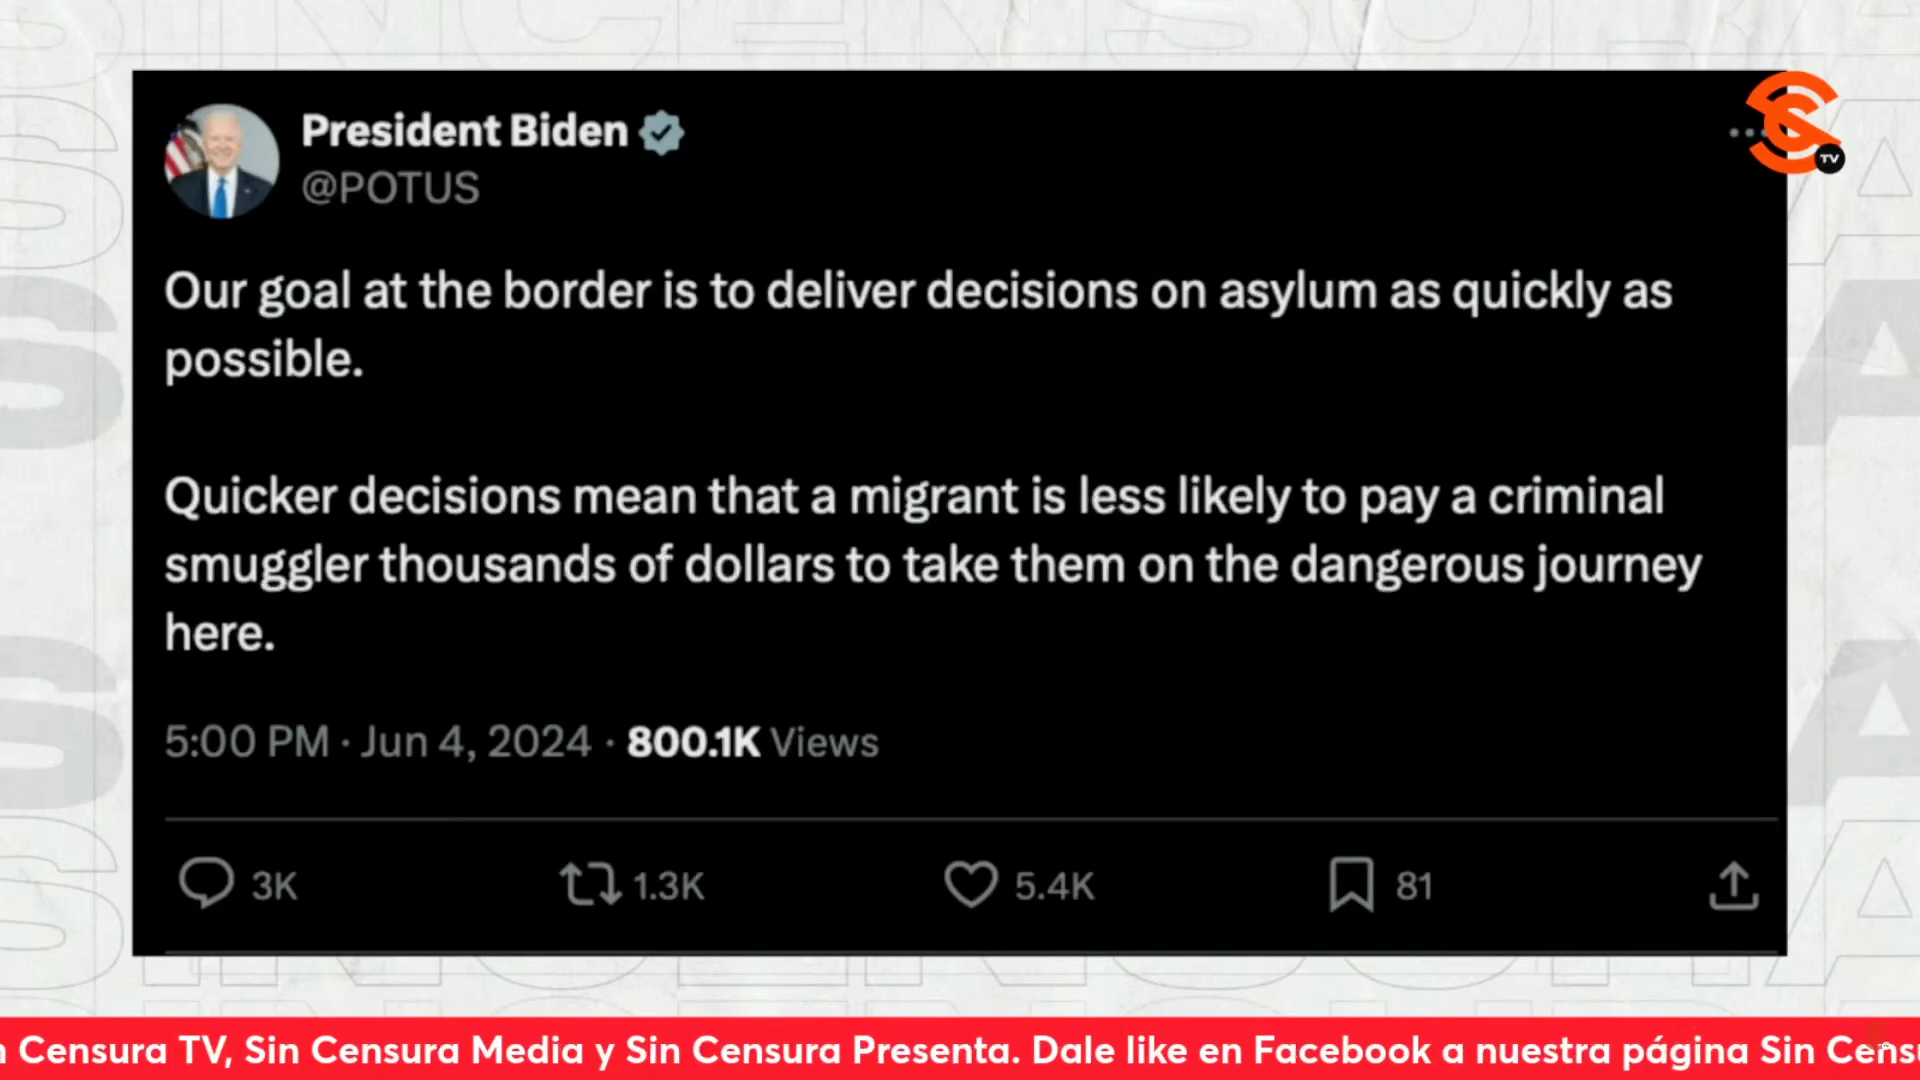 President Biden
@POTUS
TV
Our goal at the border is to deliver decisions on asylum as quickly as
possible.
Quicker decisions mean that a migrant is less likely to pay a criminal
smuggler thousands of dollars to take them on the dangerous journey
here.
5:00 PM · Jun 4, 2024 · 800.1K Views
3K 1.3K 5.4K 81
Censura TV, Sin Censura Media y Sin Censura Presenta. Dale like en Facebook a nuestra página Sin